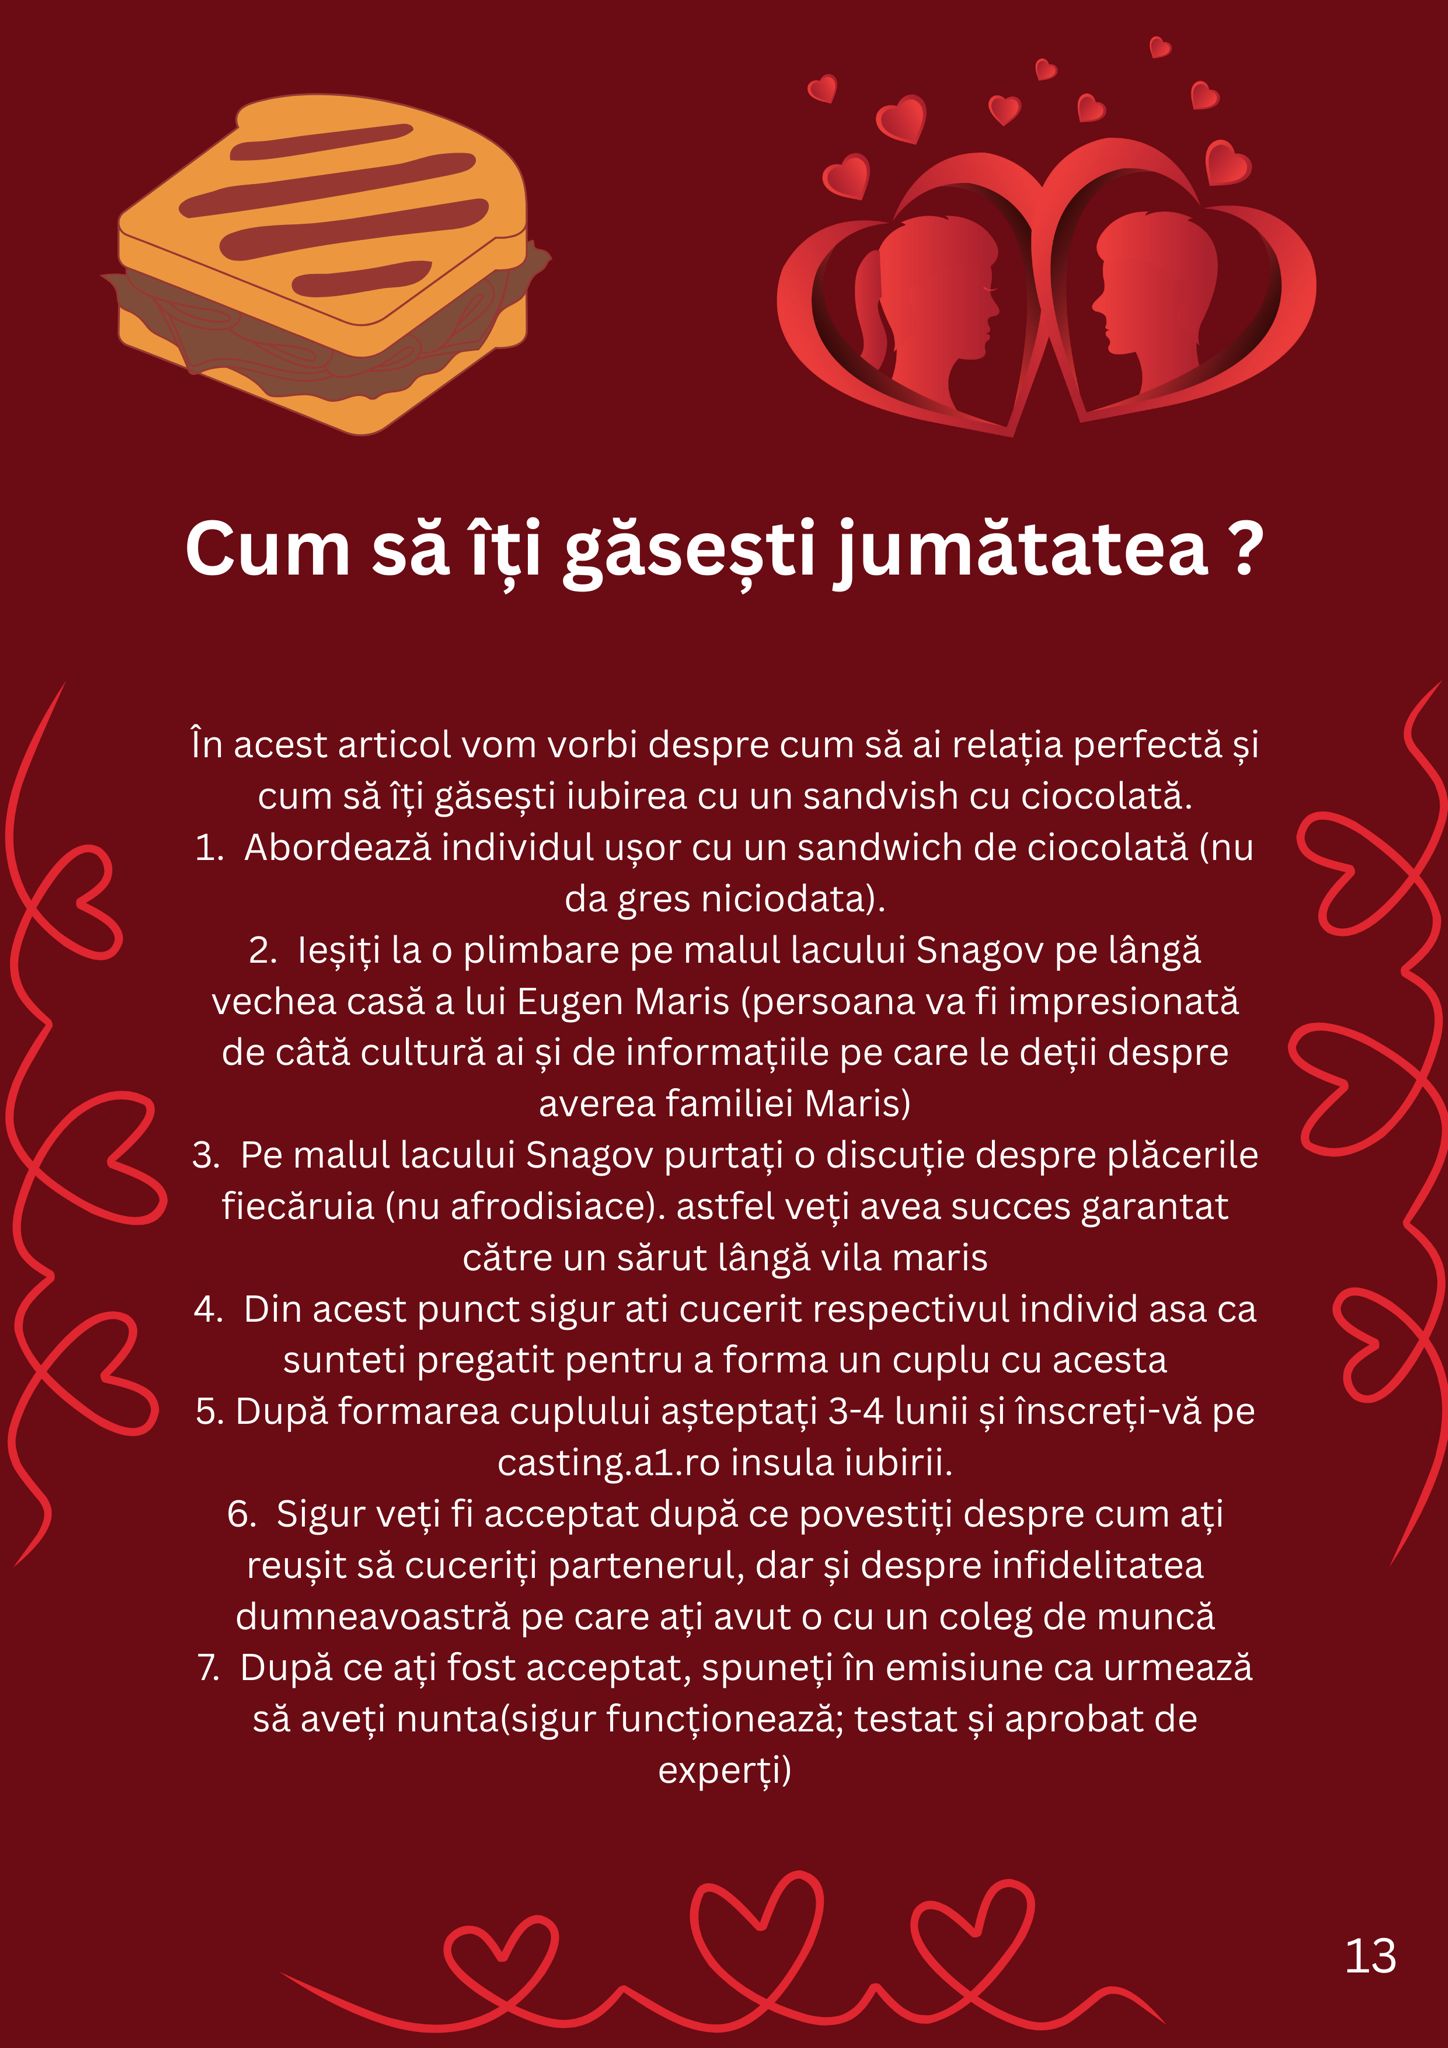 Cum să îți găsești jumătatea ?
În acest articol vom vorbi despre cum să ai relația perfectă și
cum să îți găsești iubirea cu un sandvish cu ciocolată.
1. Abordează individul ușor cu un sandwich de ciocolată (nu
da gres niciodata).
2. Ieșiți la o plimbare pe malul lacului Snagov pe lângă
vechea casă a lui Eugen Maris (persoana va fi impresionată
de câtă cultură ai și de informațiile pe care le deții despre
averea familiei Maris)
3. Pe malul lacului Snagov purtați o discuție despre plăcerile
fiecăruia (nu afrodisiace). astfel veți avea succes garantat
către un sărut lângă vila maris
4. Din acest punct sigur ati cucerit respectivul individ asa ca
sunteti pregatit pentru a forma un cuplu cu acesta
5. După formarea cuplului așteptați 3-4 lunii și înscreți-vă pe
casting.a1.ro insula iubirii.
6. Sigur veți fi acceptat după ce povestiți despre cum ați
reușit să cuceriți partenerul, dar și despre infidelitatea
dumneavoastră pe care ați avut o cu un coleg de muncă
7. După ce ați fost acceptat, spuneți în emisiune ca urmează
să aveți nunta(sigur funcționează; testat și aprobat de
experți)
13